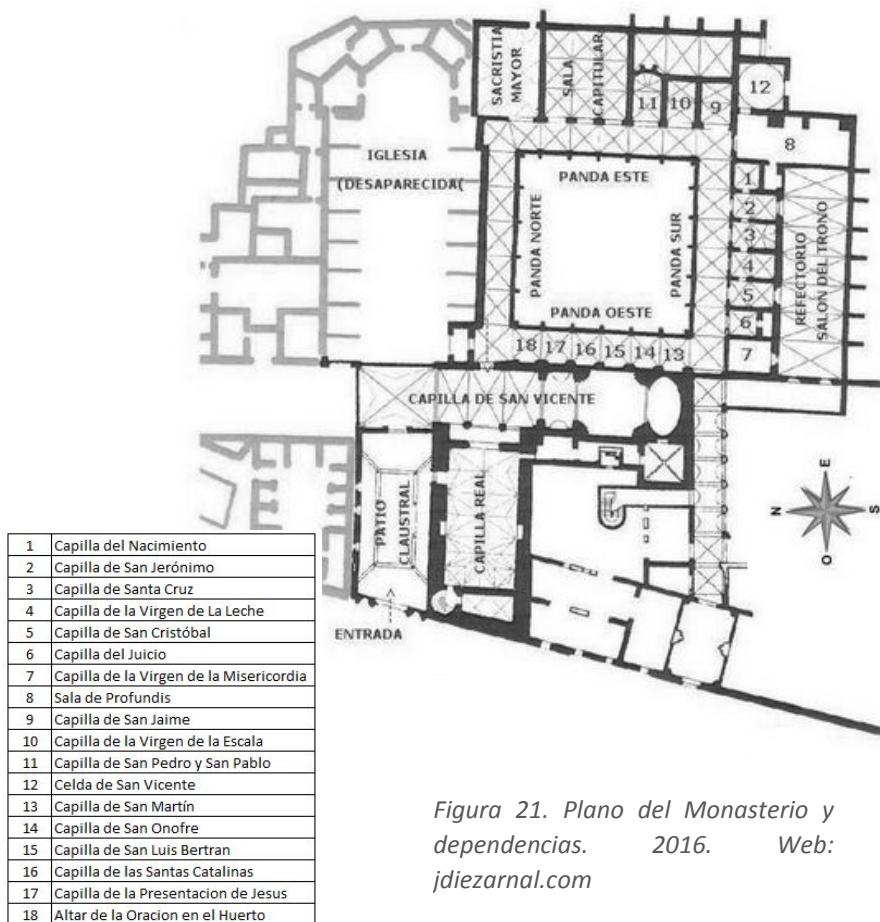 SACRISTIA
MAYOR
SALA
CAPITULAR
11
10
9
12
8
IGLESIA
(DESAPARECIDA(
PANDA ESTE
PANDA NORTE
PANDA SUR
PANDA OESTE
1
2
3
4
5
6
7
REFECTORIO
SALON DEL TRONO
18
17
16
15
14
13
CAPILLA DE SAN VICENTE
PATIO
CLAUSTRAL
CAPILLA REAL
ENTRADA
E
N
S
O
1 Capilla del Nacimiento
2 Capilla de San Jerónimo
3 Capilla de Santa Cruz
4 Capilla de la Virgen de La Leche
5 Capilla de San Cristóbal
6 Capilla del Juicio
7 Capilla de la Virgen de la Misericordia
8 Sala de Profundis
9 Capilla de San Jaime
10 Capilla de la Virgen de la Escala
11 Capilla de San Pedro y San Pablo
12 Celda de San Vicente
13 Capilla de San Martín
14 Capilla de San Onofre
15 Capilla de San Luis Bertran
16 Capilla de las Santas Catalinas
17 Capilla de la Presentacion de Jesus
18 Altar de la Oracion en el Huerto
Figura 21. Plano del Monasterio y
dependencias. 2016. Web:
jdiezarnal.com